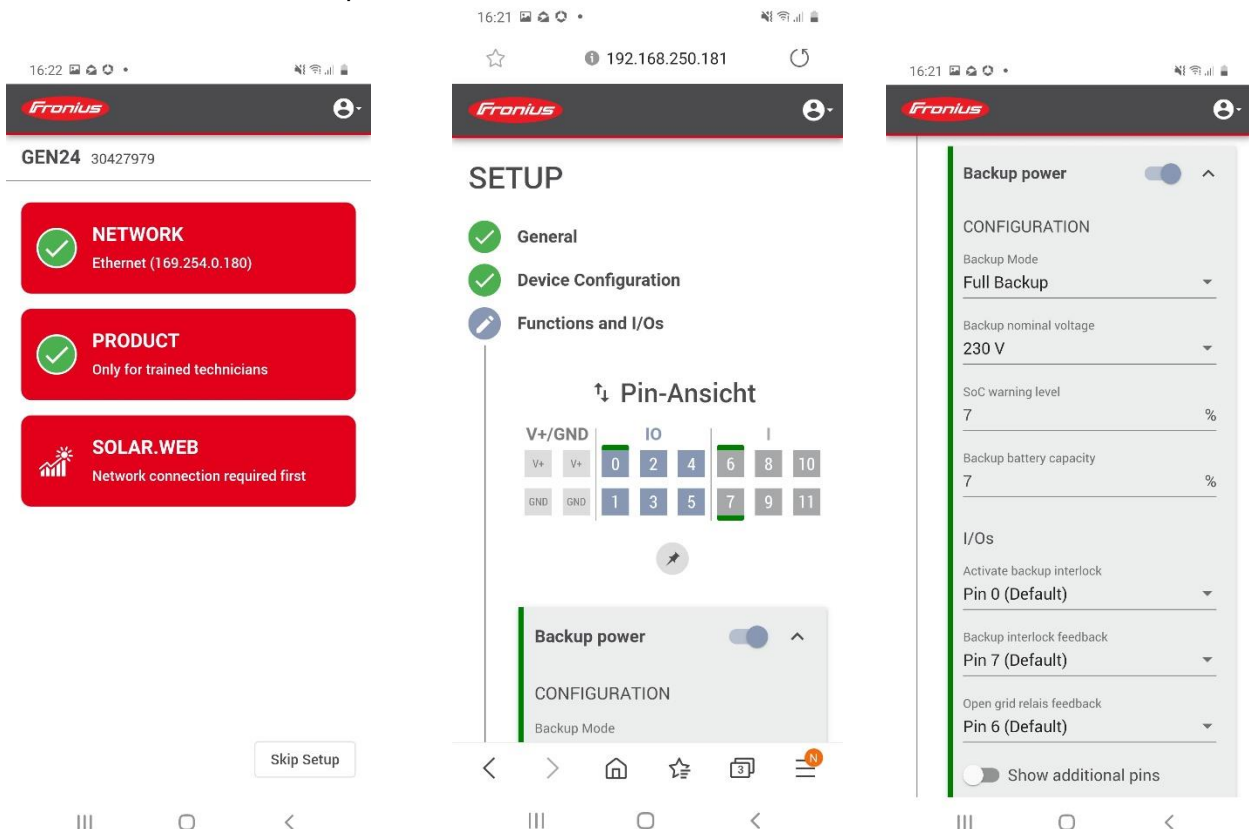 16:22
Fronius
GEN24 30427979
NETWORK
Ethernet (169.254.0.180)
PRODUCT
Only for trained technicians
SOLAR.WEB
Network connection required first
Skip Setup
16:21
192.168.250.181
Fronius
SETUP
General
Device Configuration
Functions and I/Os
Pin-Ansicht
V+/GND IO I
V+ V+ 0 2 4 6 8 10
GND GND 1 3 5 7 9 11
Backup power
CONFIGURATION
Backup Mode
3 N
16:21
Fronius
Backup power
CONFIGURATION
Backup Mode
Full Backup
Backup nominal voltage
230 V
SoC warning level
7 %
Backup battery capacity
7 %
I/Os
Activate backup interlock
Pin 0 (Default)
Backup interlock feedback
Pin 7 (Default)
Open grid relais feedback
Pin 6 (Default)
Show additional pins